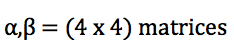 α,β = (4 x 4) matrices